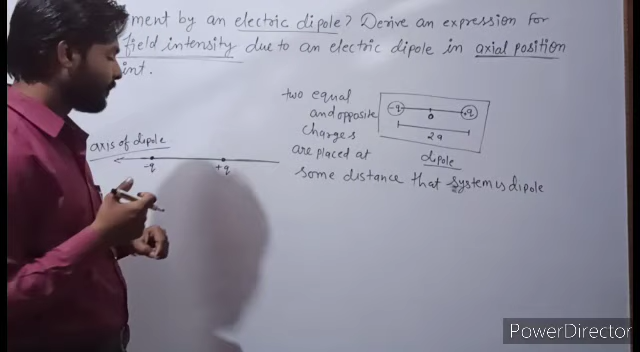 ment by an electric dipole? Derive an expression for
field intensity due to an electric dipole in axial position
int.
two equal
and opposite
charges
are placed at
some distance that system is dipole
-q
+q
o
2a
dipole
axis of dipole
-q
+q
PowerDirector